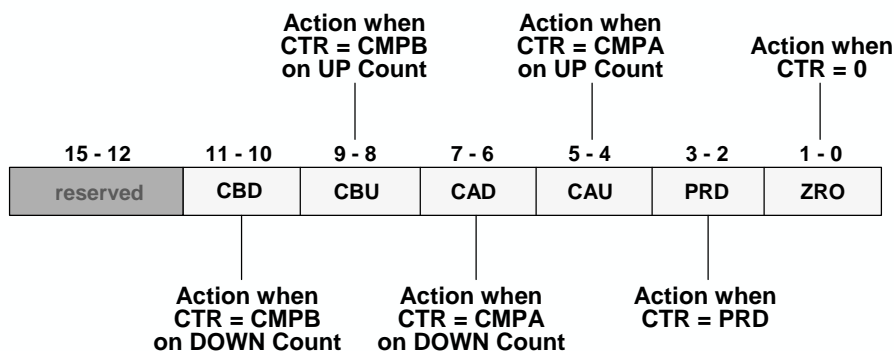 Action when
CTR = CMPB
on UP Count
Action when
CTR = CMPA
on UP Count
Action when
CTR = 0
15 - 12
11 - 10
9 - 8
7 - 6
5 - 4
3 - 2
1 - 0
reserved
CBD
CBU
CAD
CAU
PRD
ZRO
Action when
CTR = CMPB
on DOWN Count
Action when
CTR = CMPA
on DOWN Count
Action when
CTR = PRD